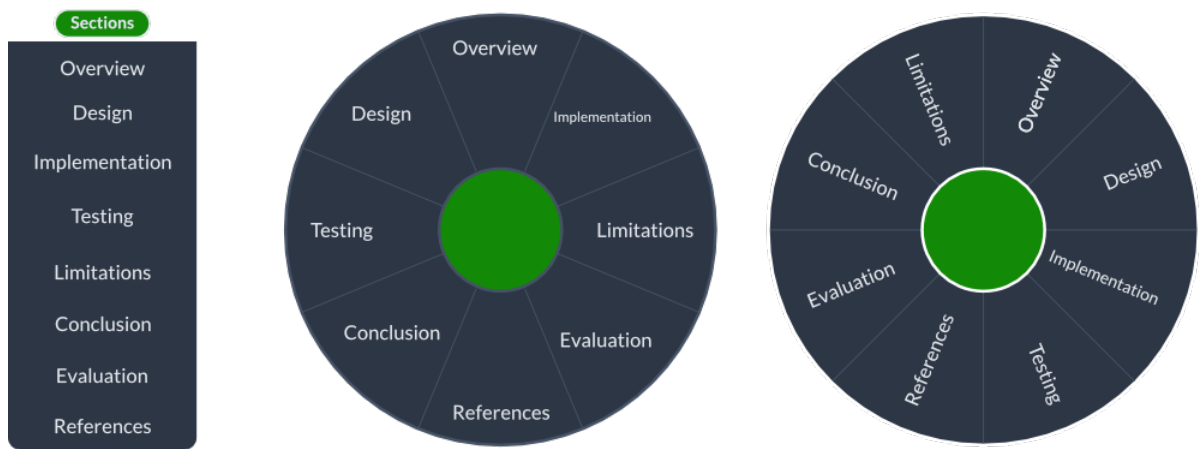 Sections
Overview
Design
Implementation
Testing
Limitations
Conclusion
Evaluation
References
Overview
Implementation
Limitations
Evaluation
References
Conclusion
Testing
Design
Overview
Design
Implementation
Testing
References
Evaluation
Conclusion
Limitations